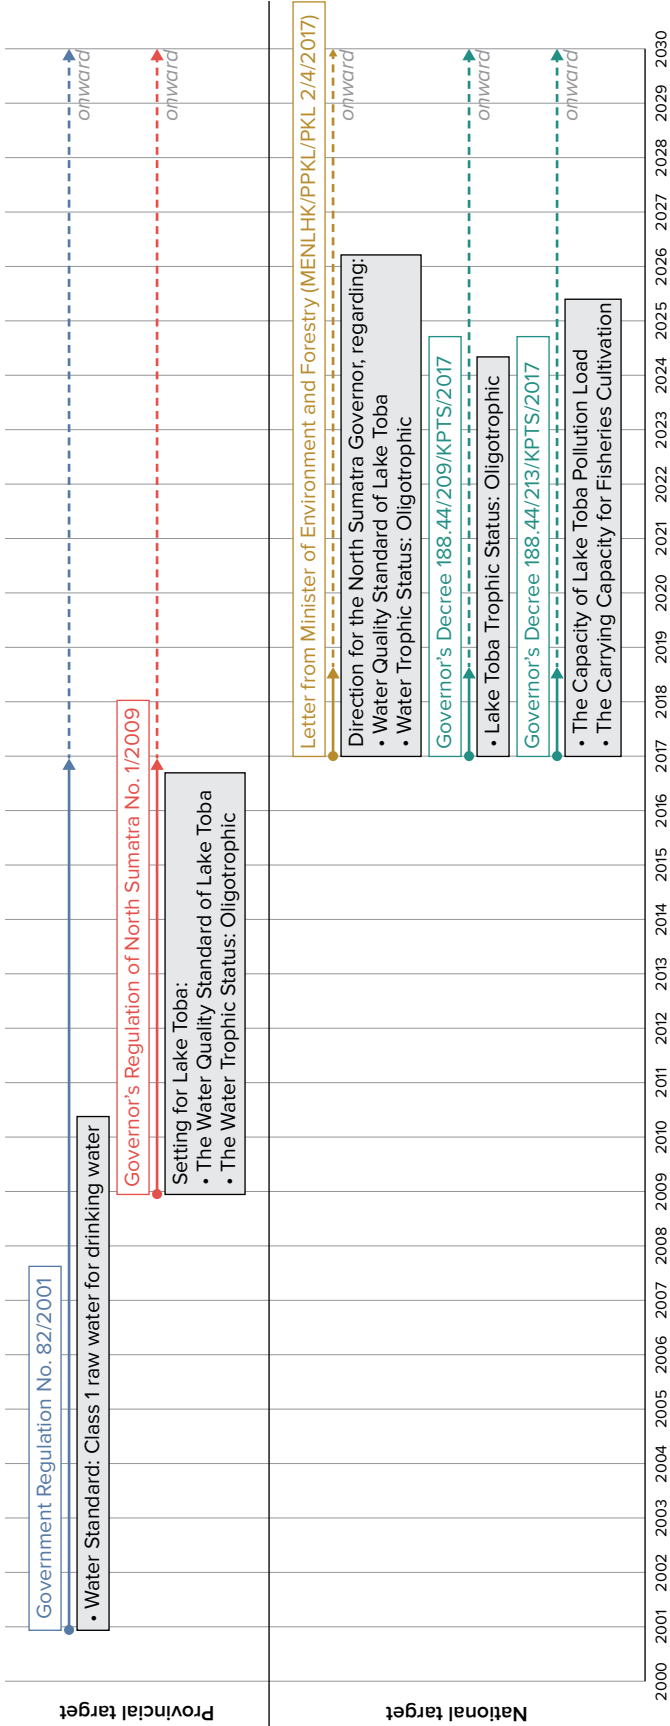 Provincial target
Government Regulation No. 82/2001
• Water Standard: Class 1 raw water for drinking water
onward
Governor's Regulation of North Sumatra No. 1/2009
Setting for Lake Toba:
• The Water Quality Standard of Lake Toba
• The Water Trophic Status: Oligotrophic
onward
National target
Letter from Minister of Environment and Forestry (MENLHK/PPKL/PKL 2/4/2017)
onward
Direction for the North Sumatra Governor, regarding:
• Water Quality Standard of Lake Toba
• Water Trophic Status: Oligotrophic
Governor's Decree 188.44/209/KPTS/2017
onward
• Lake Toba Trophic Status: Oligotrophic
Governor's Decree 188.44/213/KPTS/2017
onward
• The Capacity of Lake Toba Pollution Load
• The Carrying Capacity for Fisheries Cultivation
2000 2001 2002 2003 2004 2005 2006 2007 2008 2009 2010 2011 2012 2013 2014 2015 2016 2017 2018 2019 2020 2021 2022 2023 2024 2025 2026 2027 2028 2029 2030